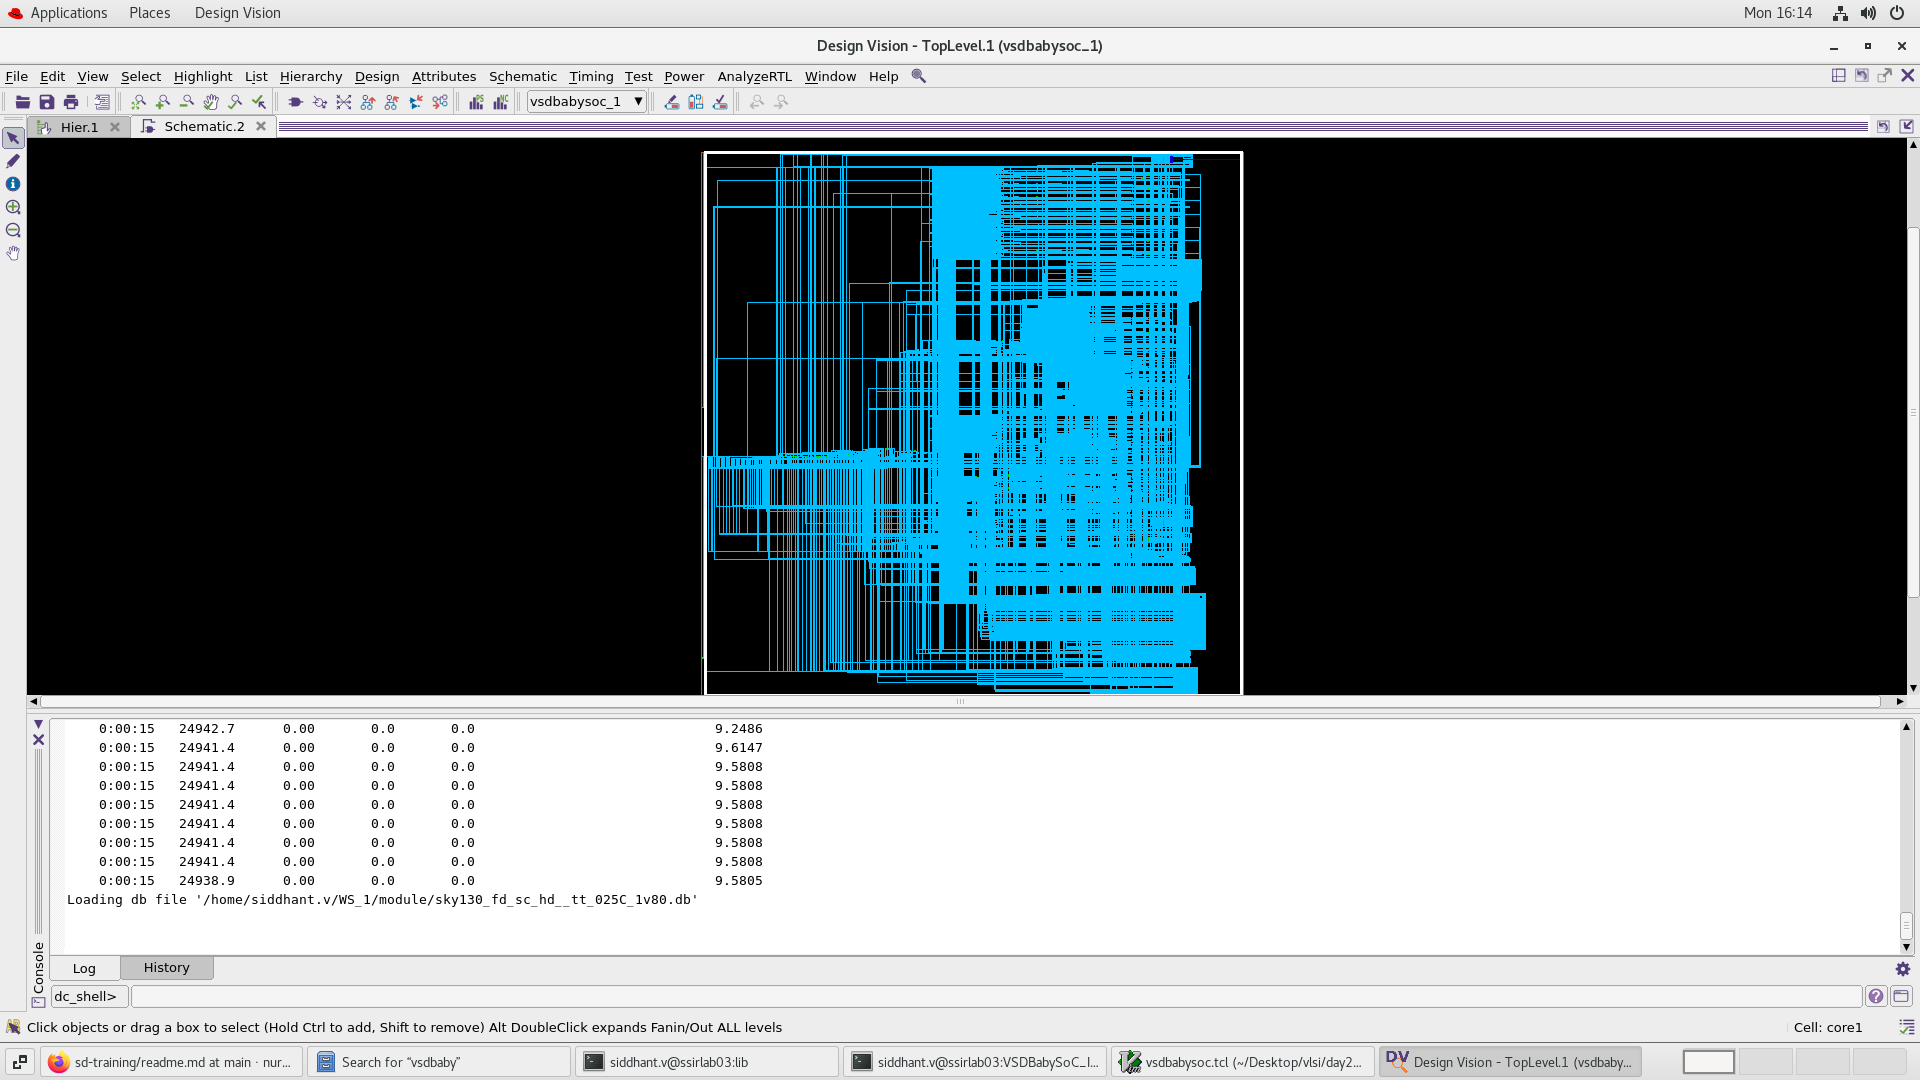 Applications Places Design Vision Mon 16:14
Design Vision - TopLevel.1 (vsdbabysoc_1)
File Edit View Select Highlight List Hierarchy Design Attributes Schematic Timing Test Power AnalyzeRTL Window Help
vsdbabysoc_1
Hier.1 Schematic.2
0:00:15 24942.7 0.00 0.0 0.0 9.2486
0:00:15 24941.4 0.00 0.0 0.0 9.6147
0:00:15 24941.4 0.00 0.0 0.0 9.5808
0:00:15 24941.4 0.00 0.0 0.0 9.5808
0:00:15 24941.4 0.00 0.0 0.0 9.5808
0:00:15 24941.4 0.00 0.0 0.0 9.5808
0:00:15 24941.4 0.00 0.0 0.0 9.5808
0:00:15 24941.4 0.00 0.0 0.0 9.5808
0:00:15 24938.9 0.00 0.0 0.0 9.5805
Loading db file '/home/siddhant.v/WS_1/module/sky130_fd_sc_hd__tt_025C_1v80.db'
Console
Log History
dc_shell>
Click objects or drag a box to select (Hold Ctrl to add, Shift to remove) Alt DoubleClick expands Fanin/Out ALL levels Cell: core1
sd-training/readme.md at main · nur... Search for “vsdbaby” siddhant.v@ssirlab03:lib siddhant.v@ssirlab03:VSDBabySoC_I... vsdbabysoc.tcl (~/Desktop/vlsi/day2... Design Vision - TopLevel.1 (vsdbaby...